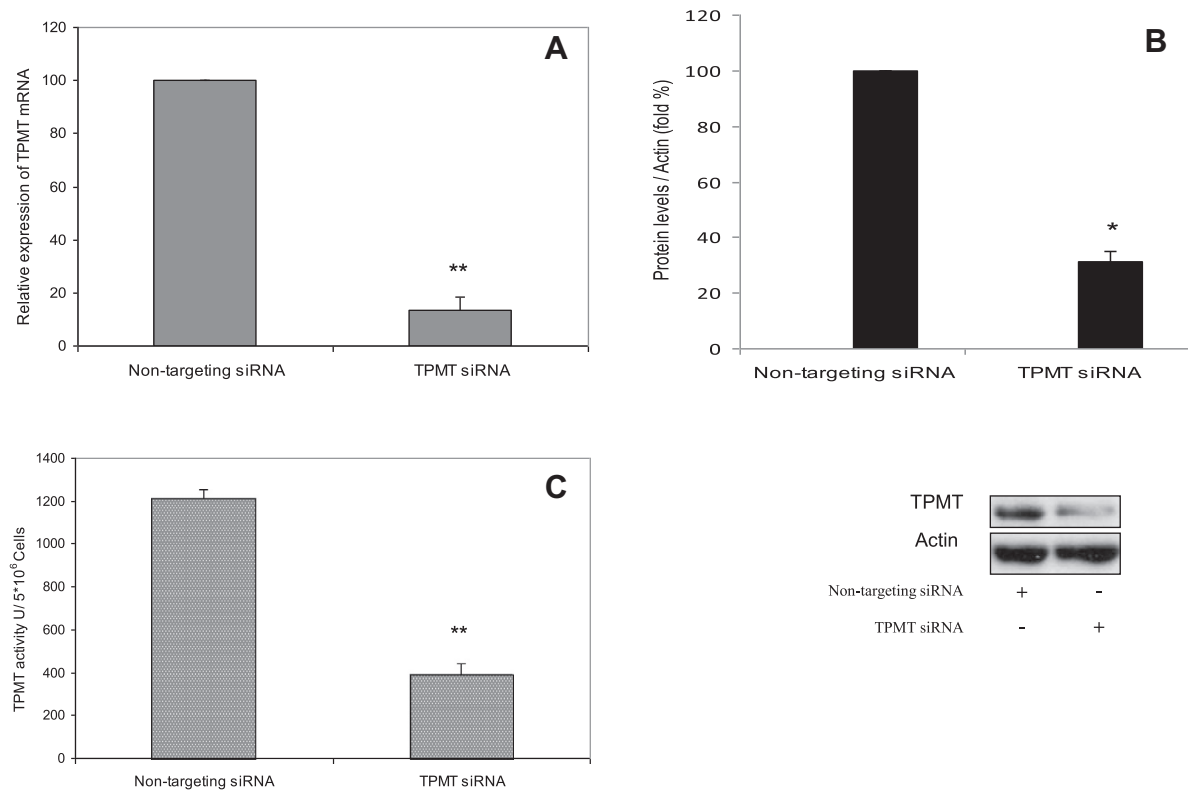 A
Relative expression of TPMT mRNA
120
100
80
60
40
20
0
**
Non-targeting siRNA
TPMT siRNA
B
Protein levels / Actin (fold %)
120
100
80
60
40
20
0
*
Non-targeting siRNA
TPMT siRNA
C
TPMT activity U/ 5*10⁶ Cells
1400
1200
1000
800
600
400
200
0
**
Non-targeting siRNA
TPMT siRNA
TPMT
Actin
Non-targeting siRNA + -
TPMT siRNA - +